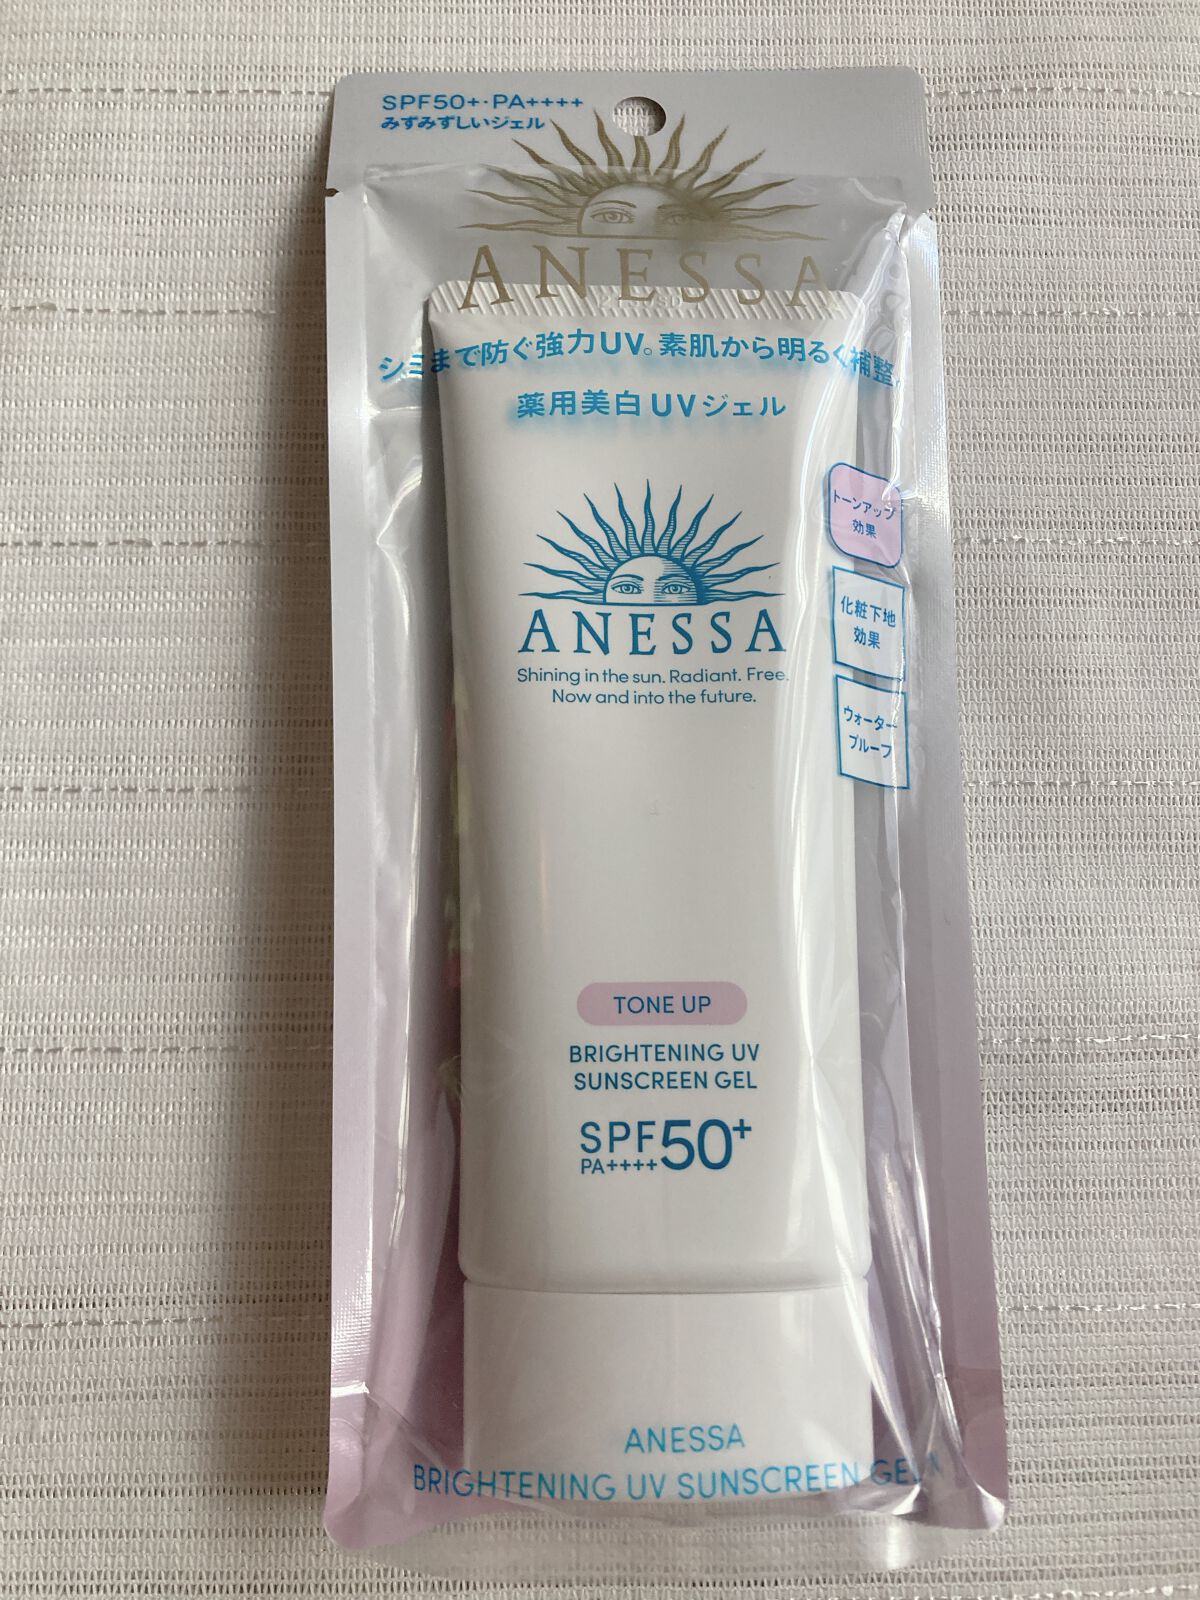 SPF50+・PA++++
みずみずしいジェル
ANESSA
シミまで防ぐ強力UV。素肌から明るく補整。
薬用美白UVジェル
トーンアップ
効果
化粧下地
効果
ウォーター
プルーフ
ANESSA
Shining in the sun. Radiant. Free.
Now and into the future.
TONE UP
BRIGHTENING UV
SUNSCREEN GEL
SPF50+
PA++++
ANESSA
BRIGHTENING UV SUNSCREEN GEL